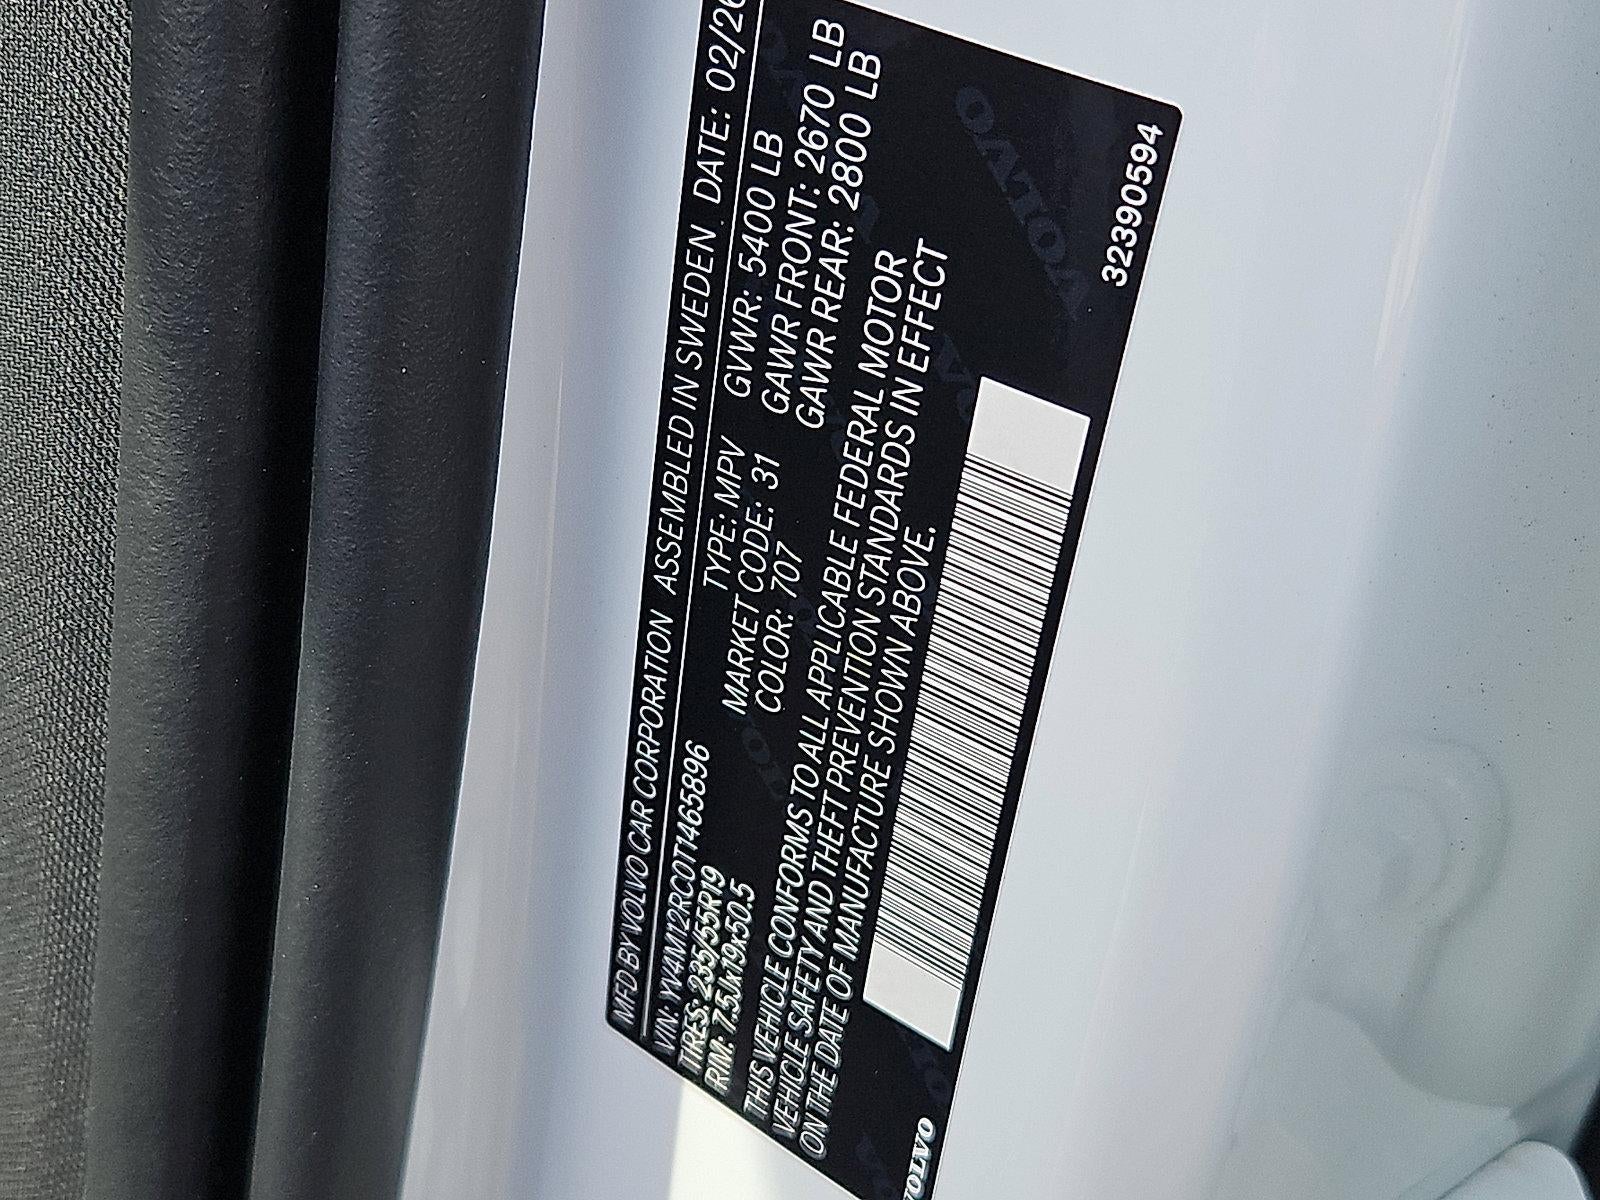 MFD BY VOLVO CAR CORPORATION ASSEMBLED IN SWEDEN DATE: 02/26
VIN: YV4M12RC0T1465896 TYPE: MPV GVWR: 5400 LB
TIRES: 235/55R19 MARKET CODE: 31 GAWR FRONT: 2670 LB
RIM: 7.5Jx19x50.5 COLOR: 707 GAWR REAR: 2800 LB
THIS VEHICLE CONFORMS TO ALL APPLICABLE FEDERAL MOTOR
VEHICLE SAFETY AND THEFT PREVENTION STANDARDS IN EFFECT
ON THE DATE OF MANUFACTURE SHOWN ABOVE.
VOLVO
32390594